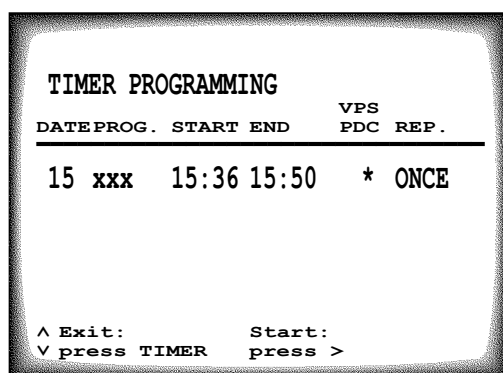 TIMER PROGRAMMING
VPS
DATE PROG. START END PDC REP.
15 xxx 15:36 15:50 * ONCE
^ Exit: Start:
v press TIMER press >